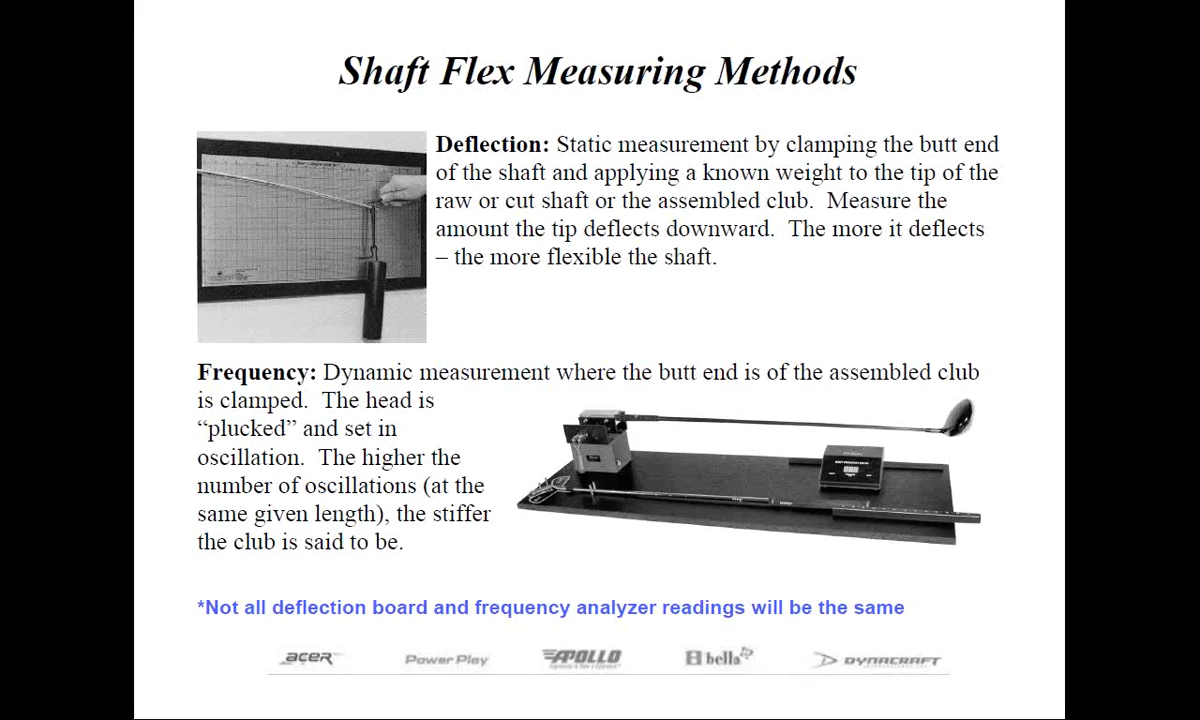 Shaft Flex Measuring Methods
Deflection: Static measurement by clamping the butt end
of the shaft and applying a known weight to the tip of the
raw or cut shaft or the assembled club. Measure the
amount the tip deflects downward. The more it deflects
– the more flexible the shaft.
Frequency: Dynamic measurement where the butt end is of the assembled club
is clamped. The head is
“plucked” and set in
oscillation. The higher the
number of oscillations (at the
same given length), the stiffer
the club is said to be.
*Not all deflection board and frequency analyzer readings will be the same
acer
Power Play
APOLLO
bella
DYNACRAFT